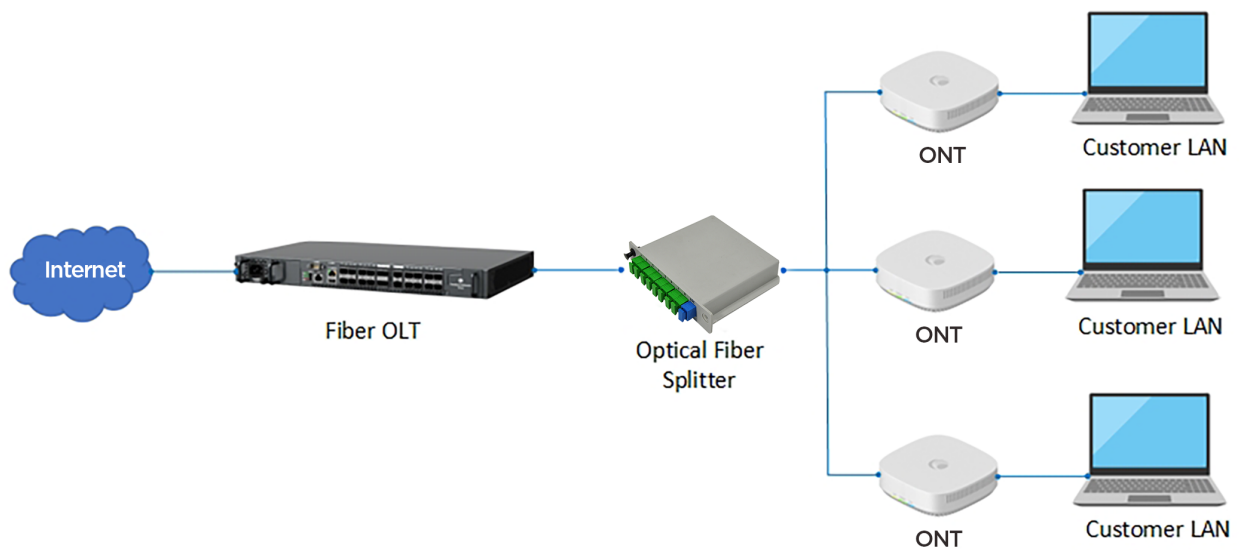 Internet
Fiber OLT
Optical Fiber
Splitter
ONT
Customer LAN
ONT
Customer LAN
ONT
Customer LAN